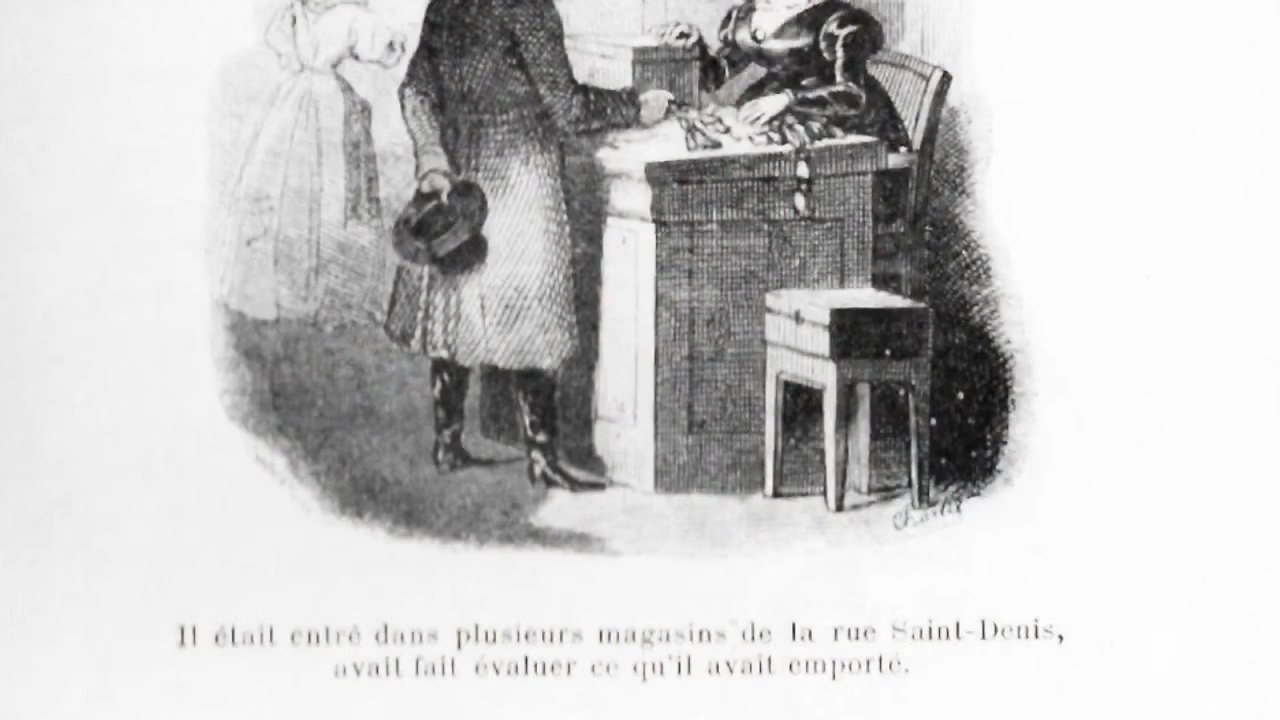 Il était entré dans plusieurs magasins de la rue Saint-Denis,
avait fait évaluer ce qu'il avait emporté.